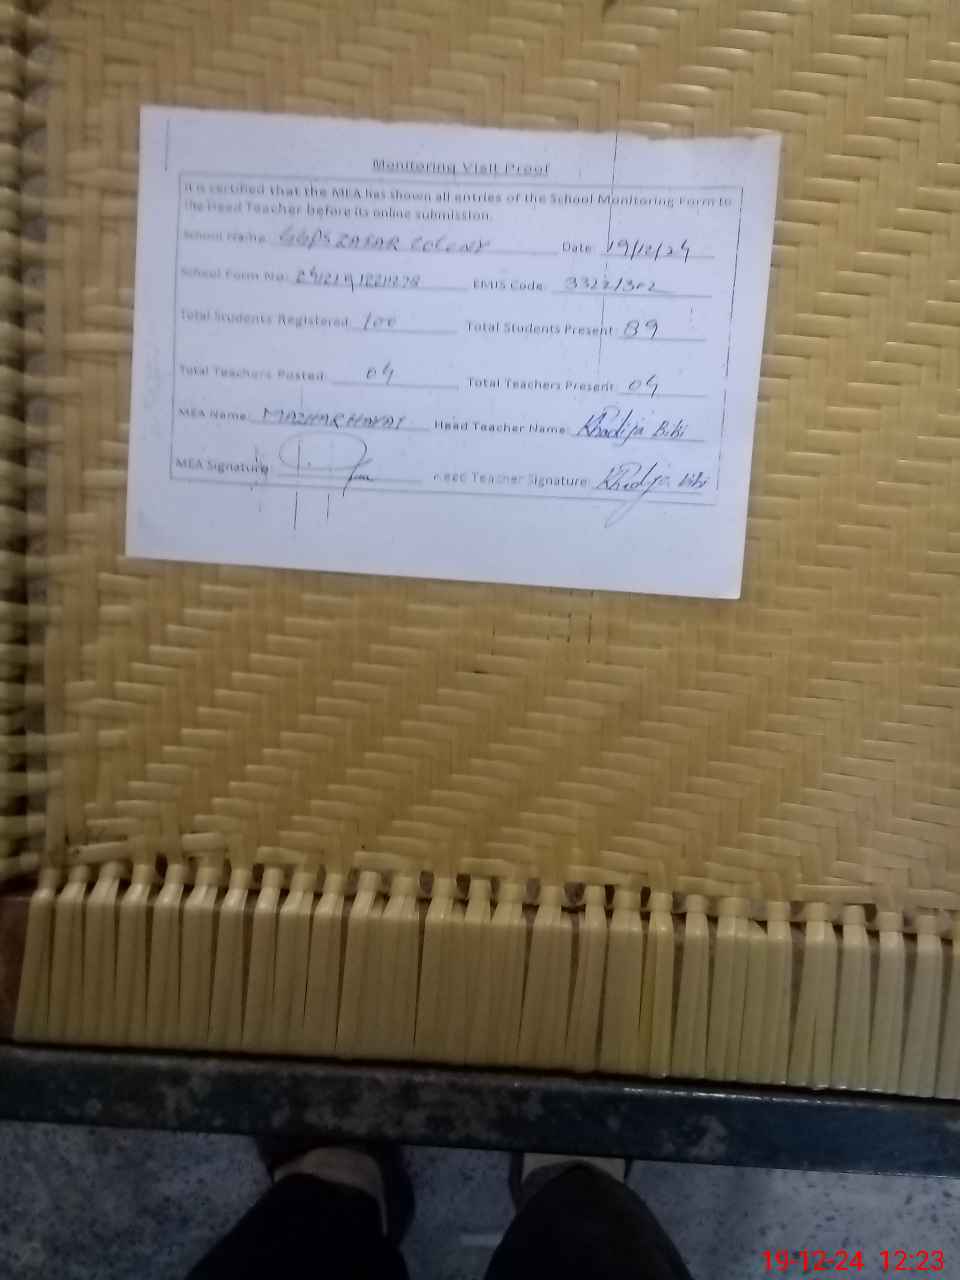 Monitoring Visit Proof
It is certified that the MEA has shown all entries of the School Monitoring Form to
the Head Teacher before its online submission.
School Name: GGPS ZAFAR COLONY Date: 19/12/24
School Form No: EMIS Code:
Total Students Registered: 100 Total Students Present: 89
Total Teachers Posted: 04 Total Teachers Present: 04
MEA Name: MAZHAR HAYAT Head Teacher Name: Khadija Bibi
MEA Signature Head Teacher Signature: Khadija Bibi
19-12-24 12:23